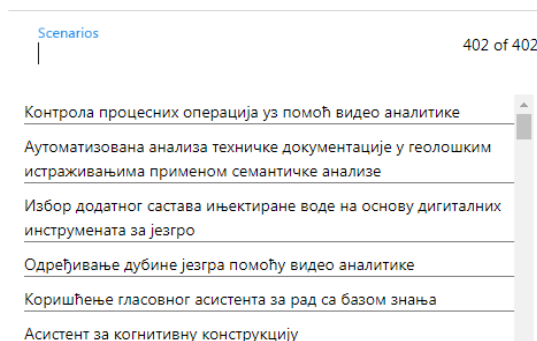 Scenarios
402 of 402
Контрола процесних операција уз помоћ видео аналитике
Аутоматизована анализа техничке документације у геолошким
истраживањима применом семантичке анализе
Избор додатног састава ињектиране воде на основу дигиталних
инструмената за језгро
Одређивање дубине језгра помоћу видео аналитике
Коришћење гласовног асистента за рад са базом знања
Асистент за когнитивну конструкцију